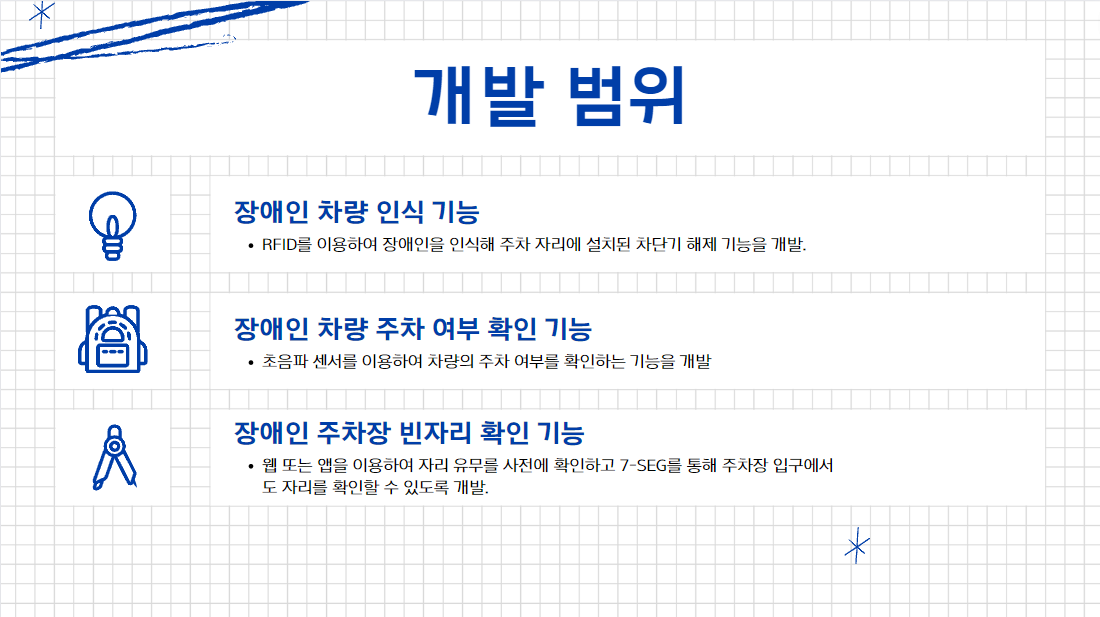 개발 범위
장애인 차량 인식 기능
• RFID를 이용하여 장애인을 인식해 주차 자리에 설치된 차단기 해제 기능을 개발.
장애인 차량 주차 여부 확인 기능
• 초음파 센서를 이용하여 차량의 주차 여부를 확인하는 기능을 개발
장애인 주차장 빈자리 확인 기능
• 웹 또는 앱을 이용하여 자리 유무를 사전에 확인하고 7-SEG를 통해 주차장 입구에서
도 자리를 확인할 수 있도록 개발.